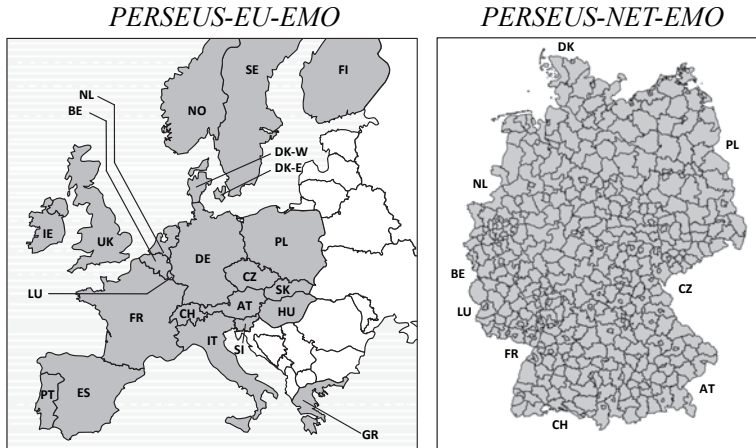 PERSEUS-EU-EMO
PERSEUS-NET-EMO
SE
FI
NO
NL
BE
DK-W
DK-E
IE
UK
DE
PL
CZ
SK
LU
FR
CH
AT
HU
IT
SI
PT
ES
GR
DK
PL
NL
BE
CZ
LU
FR
AT
CH